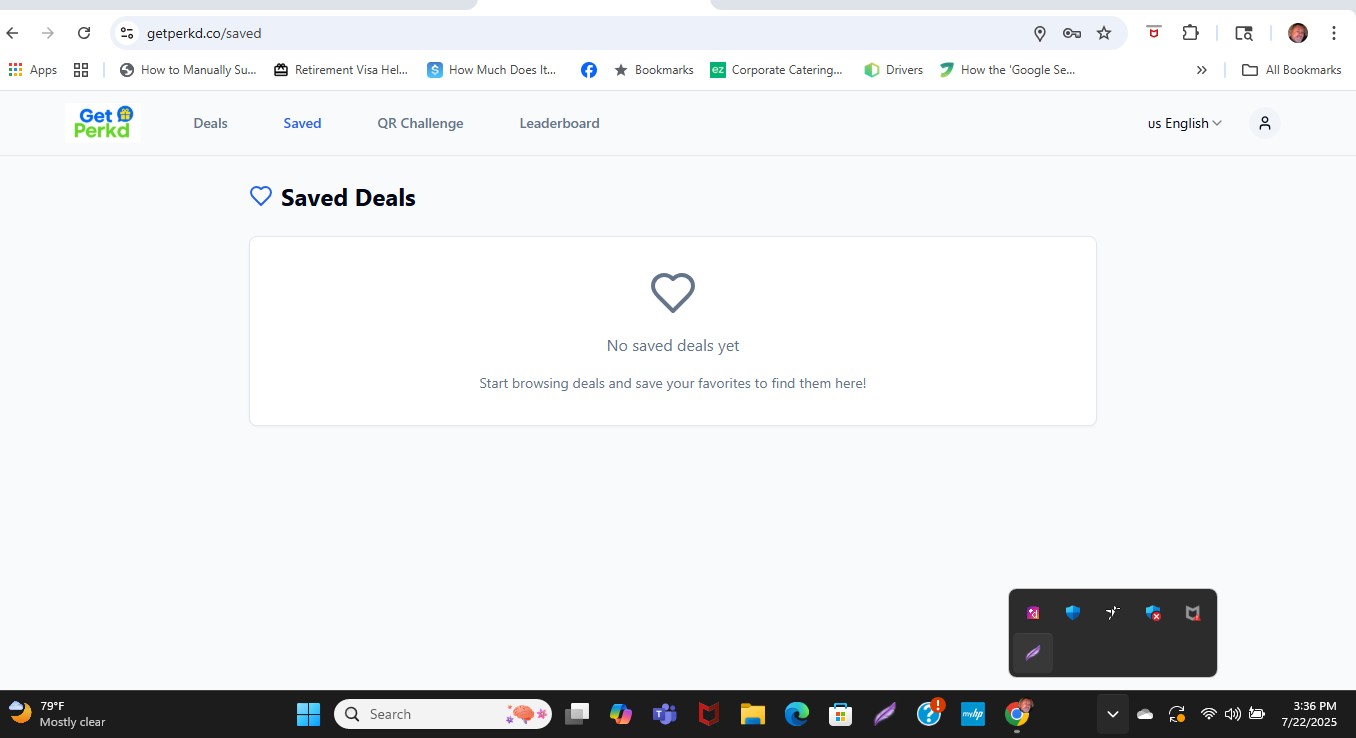 getperkd.co/saved
Apps
How to Manually Su...
Retirement Visa Hel...
How Much Does It...
Bookmarks
ez
Corporate Catering...
Drivers
How the 'Google Se...
All Bookmarks
Get
Perkd
Deals
Saved
QR Challenge
Leaderboard
us English
Saved Deals
No saved deals yet
Start browsing deals and save your favorites to find them here!
79°F
Mostly clear
Search
myhp
3:36 PM
7/22/2025